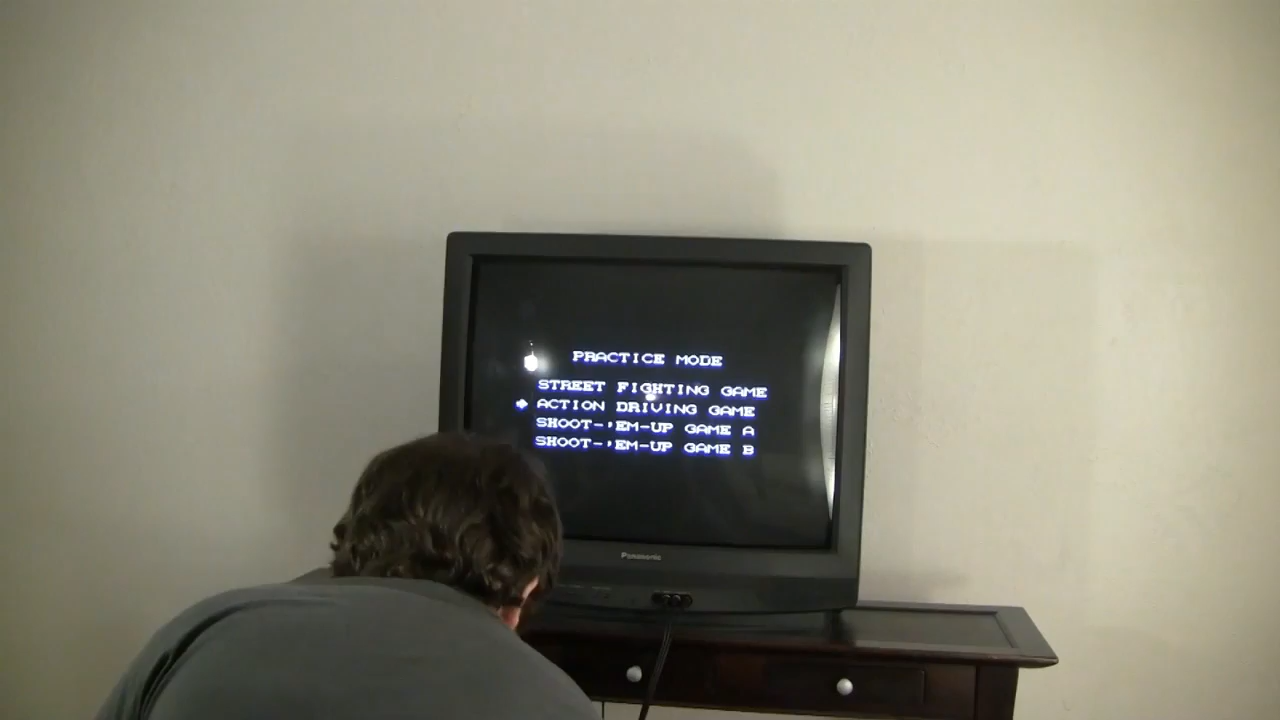 PRACTICE MODE
STREET FIGHTING GAME
ACTION DRIVING GAME
SHOOT-'EM-UP GAME A
SHOOT-'EM-UP GAME B
Panasonic